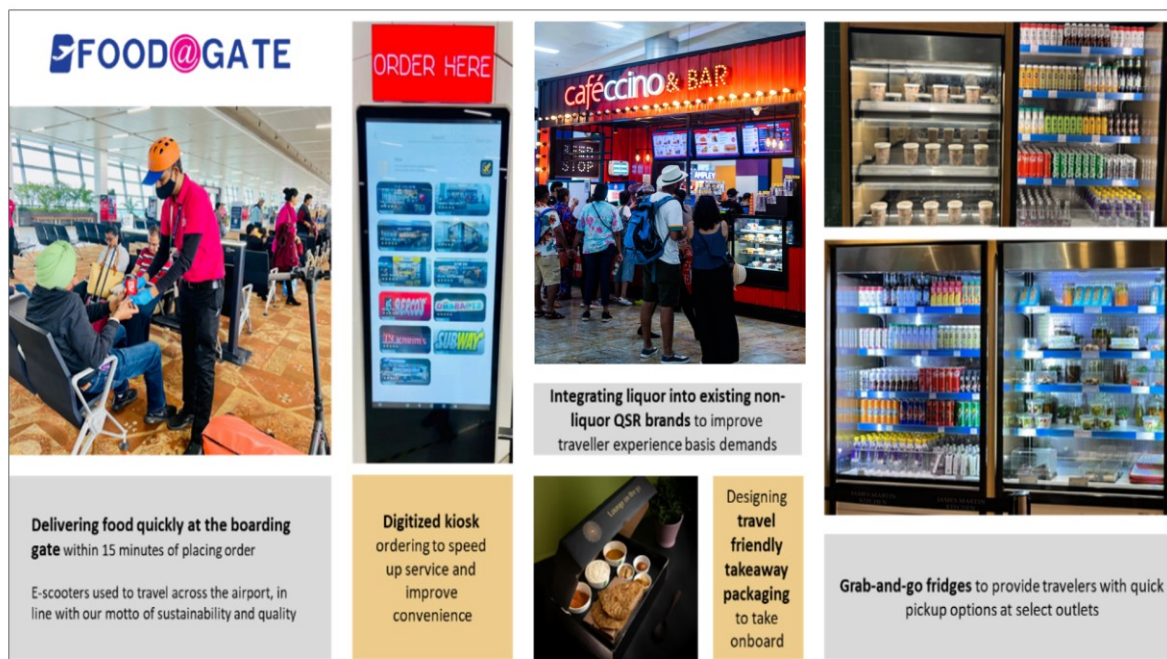 FOOD@GATE
ORDER HERE
SUBWAY
caféccino & BAR
Integrating liquor into existing non-
liquor QSR brands to improve
traveller experience basis demands
Delivering food quickly at the boarding
gate within 15 minutes of placing order
E-scooters used to travel across the airport, in
line with our motto of sustainability and quality
Digitized kiosk
ordering to speed
up service and
improve
convenience
Designing
travel
friendly
takeaway
packaging
to take
onboard
Grab-and-go fridges to provide travelers with quick
pickup options at select outlets